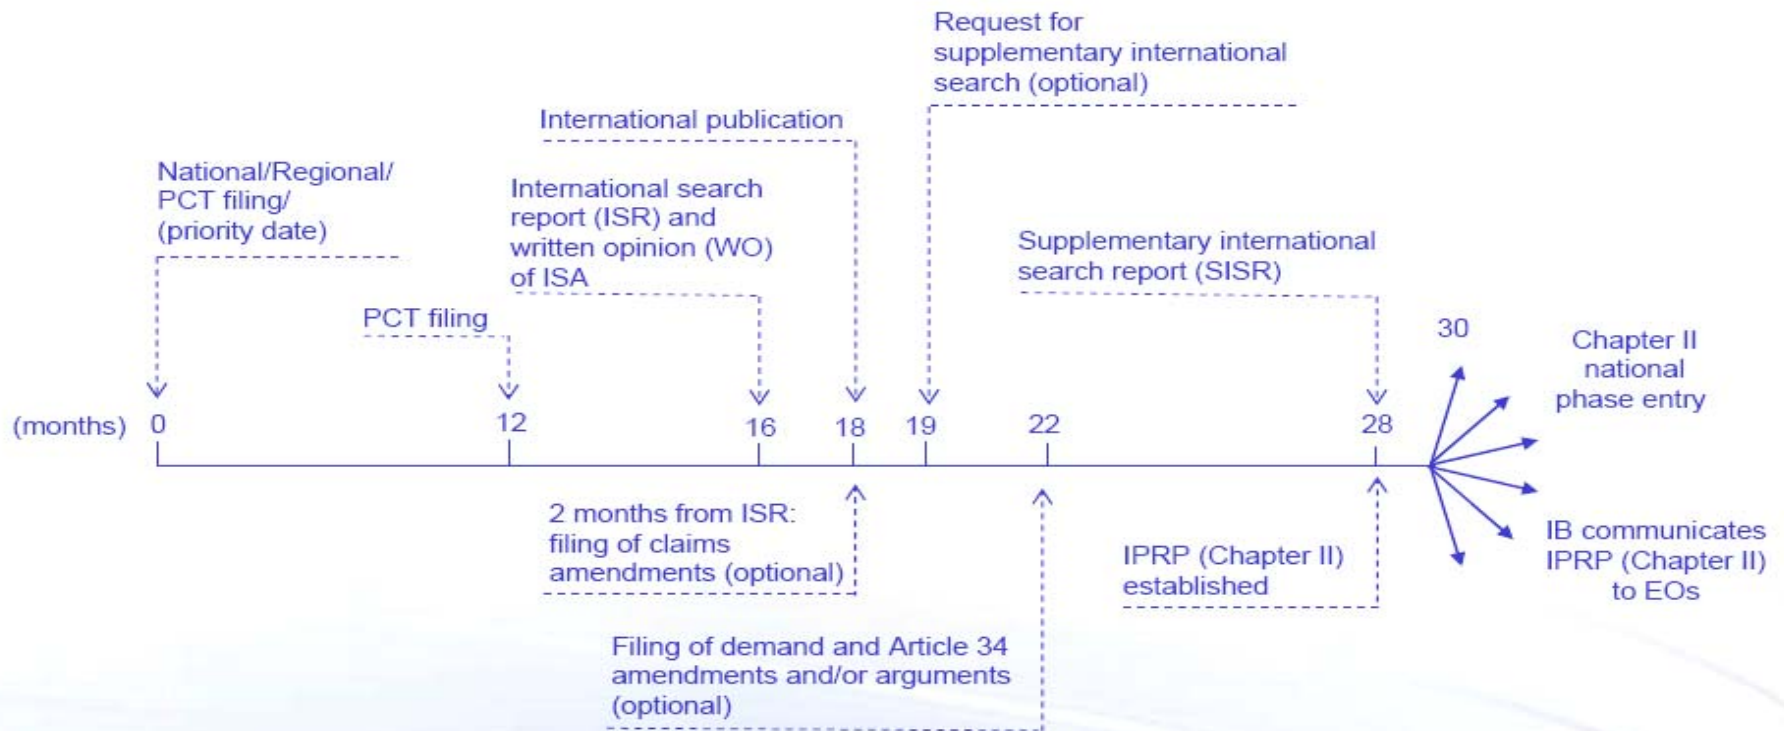 Request for
supplementary international
search (optional)
International publication
National/Regional/
PCT filing/
(priority date)
International search
report (ISR) and
written opinion (WO)
of ISA
Supplementary international
search report (SISR)
PCT filing
30
Chapter II
national
phase entry
(months) 0 12 16 18 19 22 28
2 months from ISR:
filing of claims
amendments (optional)
IPRP (Chapter II)
established
IB communicates
IPRP (Chapter II)
to EOs
Filing of demand and Article 34
amendments and/or arguments
(optional)